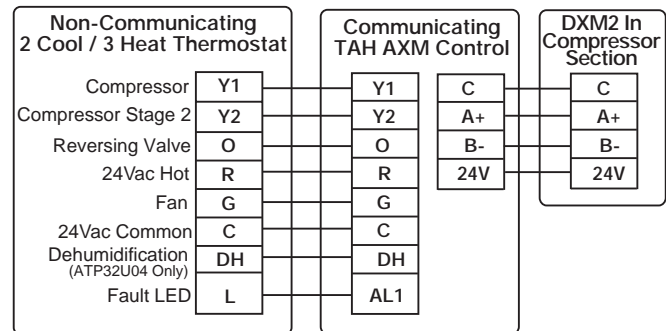 Non-Communicating
2 Cool / 3 Heat Thermostat
Compressor Y1
Compressor Stage 2 Y2
Reversing Valve O
24Vac Hot R
Fan G
24Vac Common C
Dehumidification DH
(ATP32U04 Only)
Fault LED L
Communicating
TAH AXM Control
Y1
Y2
O
R
G
C
DH
AL1
C
A+
B-
24V
DXM2 In
Compressor
Section
C
A+
B-
24V